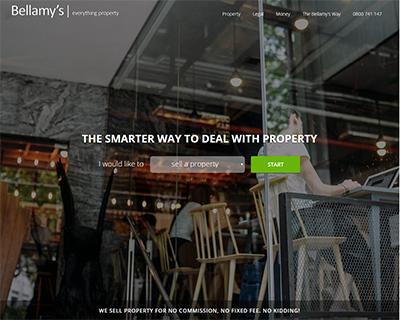 Bellamy's | everything property
Property Legal Money The Bellamy's Way 0800 741 147
THE SMARTER WAY TO DEAL WITH PROPERTY
I would like to sell a property START
WE SELL PROPERTY FOR NO COMMISSION, NO FIXED FEE. NO KIDDING!